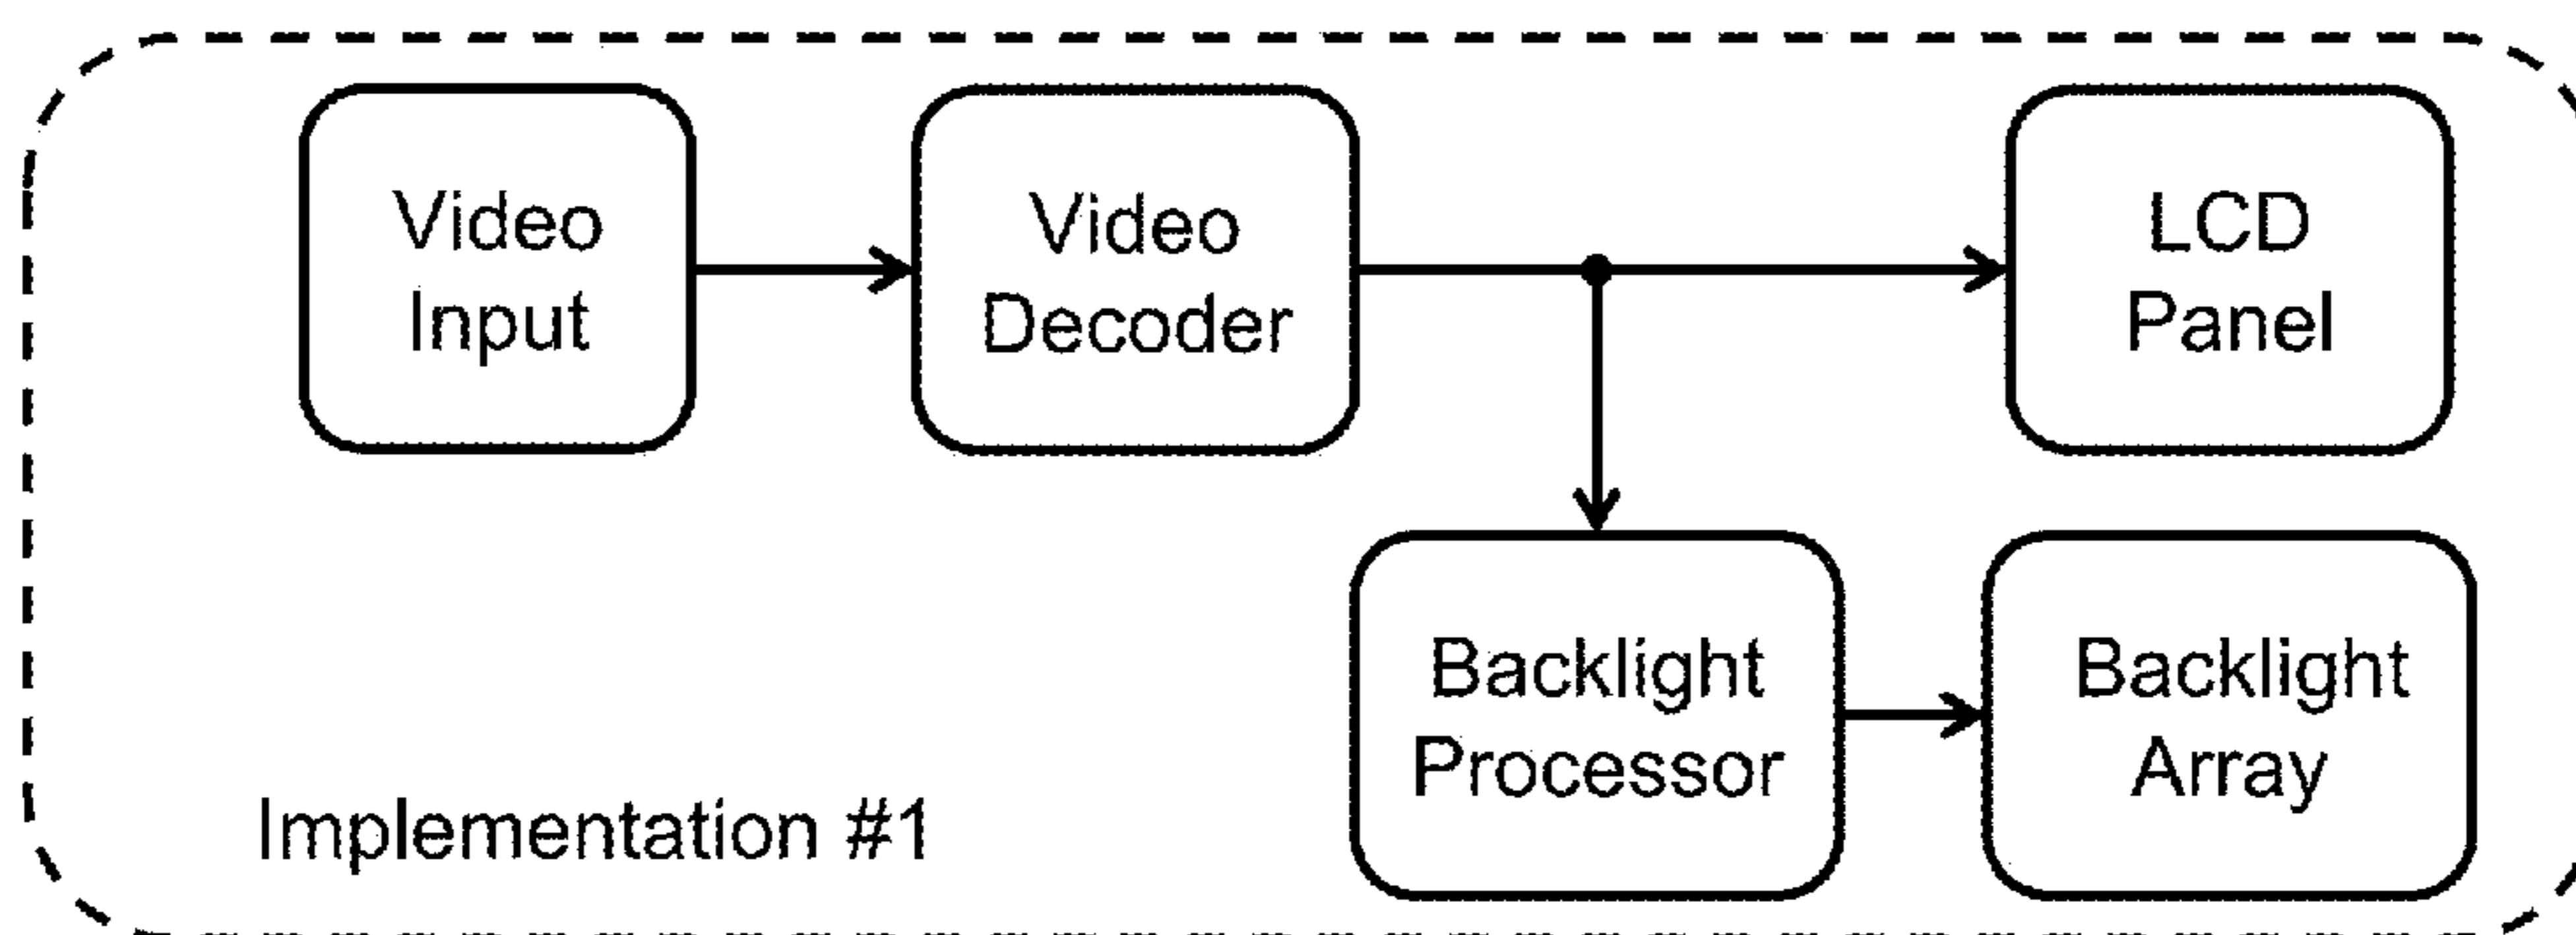 Video
Input
Video
Decoder
LCD
Panel
Backlight
Processor
Backlight
Array
Implementation #1